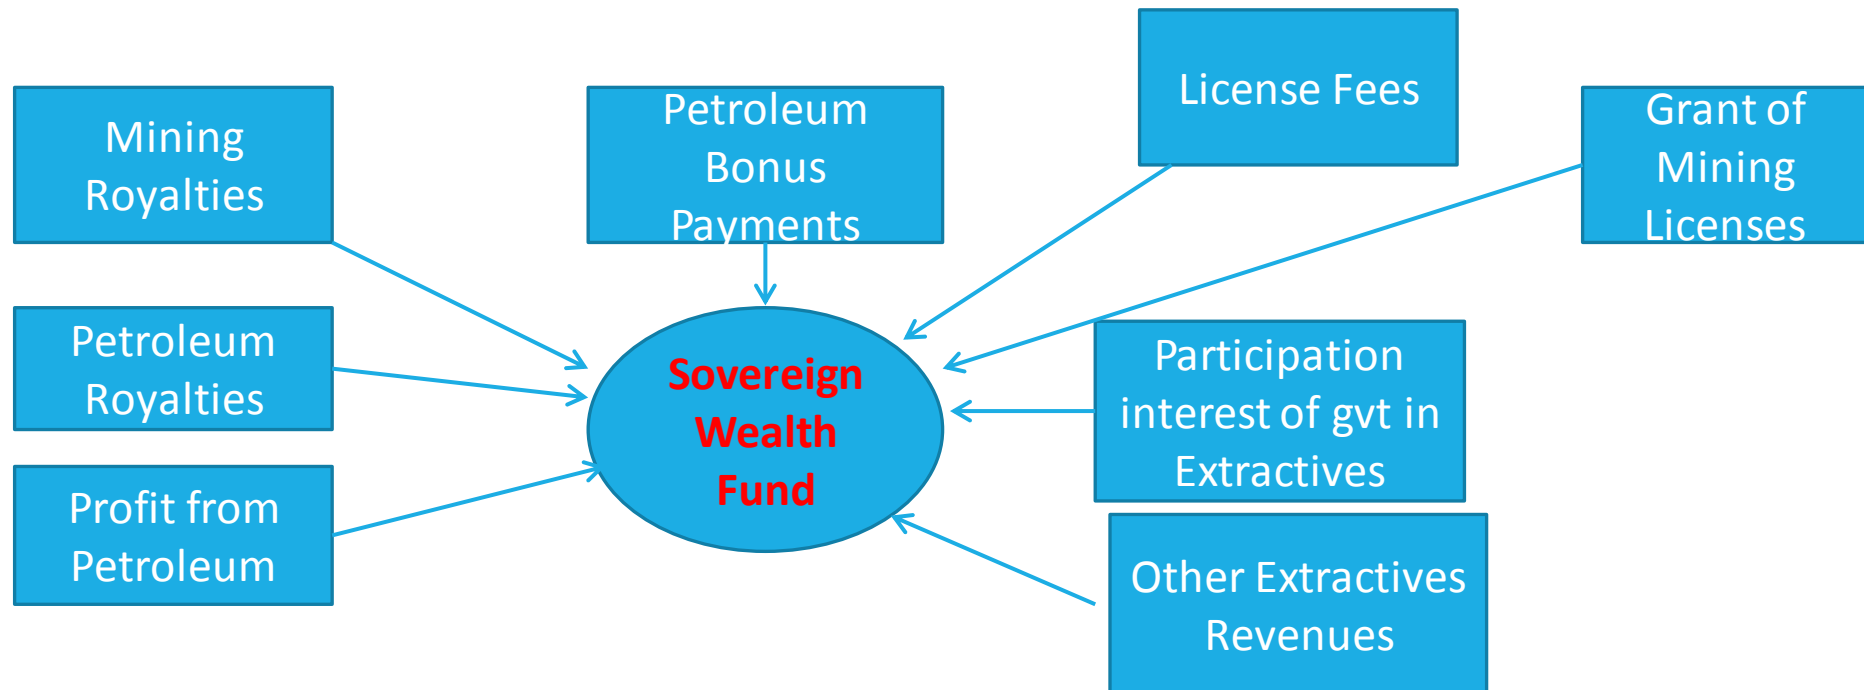 Mining
Royalties
Petroleum
Bonus
Payments
License Fees
Grant of
Mining
Licenses
Petroleum
Royalties
Sovereign
Wealth
Fund
Participation
interest of gvt in
Extractives
Profit from
Petroleum
Other Extractives
Revenues